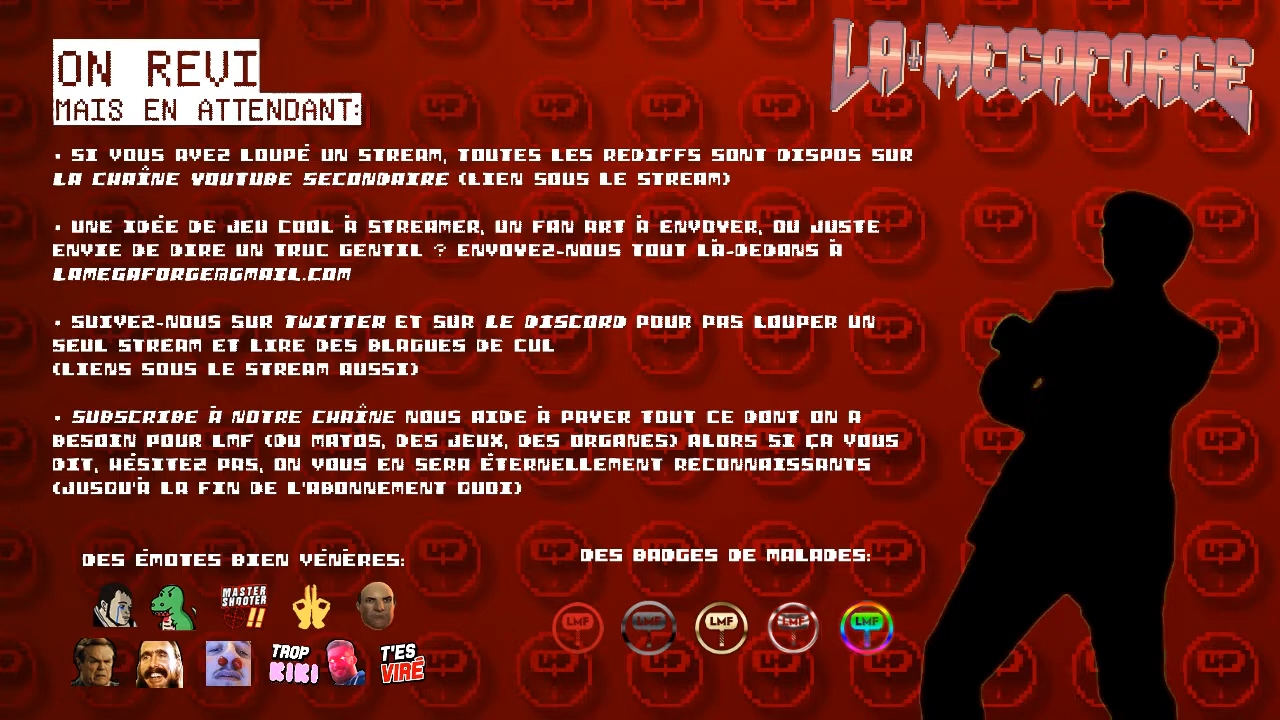 ON REVI
MAIS EN ATTENDANT:
LA MEGAFORGE
• SI VOUS AVEZ LOUPÉ UN STREAM, TOUTES LES REDIFFS SONT DISPOS SUR
LA CHAÎNE YOUTUBE SECONDAIRE (LIEN SOUS LE STREAM)
• UNE IDÉE DE JEU COOL À STREAMER, UN FAN ART À ENVOYER, OU JUSTE
ENVIE DE DIRE UN TRUC GENTIL ? ENVOYEZ-NOUS TOUT LÀ-DEDANS À
LAMEGAFORGE@GMAIL.COM
• SUIVEZ-NOUS SUR TWITTER ET SUR LE DISCORD POUR PAS LOUPER UN
SEUL STREAM ET LIRE DES BLAGUES DE CUL
(LIENS SOUS LE STREAM AUSSI)
• SUBSCRIBE À NOTRE CHAÎNE NOUS AIDE À PAYER TOUT CE DONT ON A
BESOIN POUR LMF (DU MATOS, DES JEUX, DES ORGANES) ALORS SI ÇA VOUS
DIT, HÉSITEZ PAS, ON VOUS EN SERA ÉTERNELLEMENT RECONNAISSANTS
(JUSQU'À LA FIN DE L'ABONNEMENT QUOI)
DES ÉMOTES BIEN VÉNÈRES:
MASTER
SHOOTER
TROP
KIKI
T'ES
VIRÉ
DES BADGES DE MALADES:
LMF
LMF
LMF
LMF
LMF